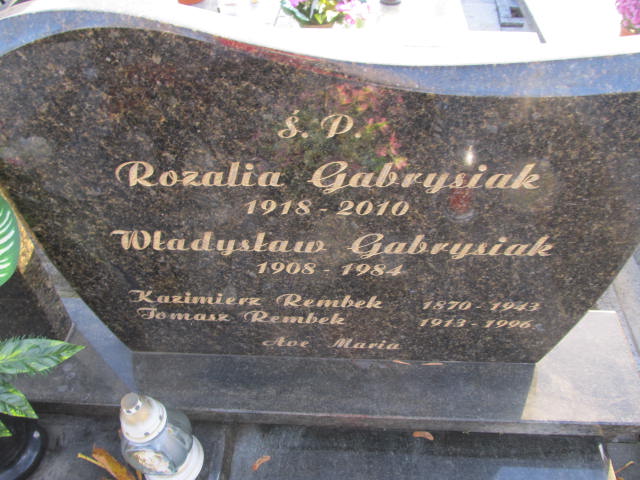 Ś. P.
Rozalia Gabrysiak
1918 - 2010
Władysław Gabrysiak
1908 - 1984
Kazimierz Rembek 1870 - 1943
Tomasz Rembek 1913 - 1996
Ave Maria